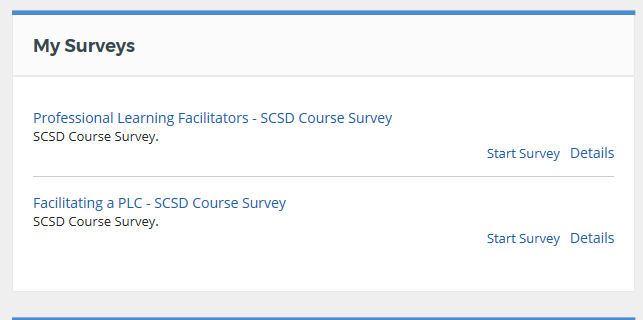 My Surveys
Professional Learning Facilitators - SCSD Course Survey
SCSD Course Survey.
Start Survey Details
Facilitating a PLC - SCSD Course Survey
SCSD Course Survey.
Start Survey Details